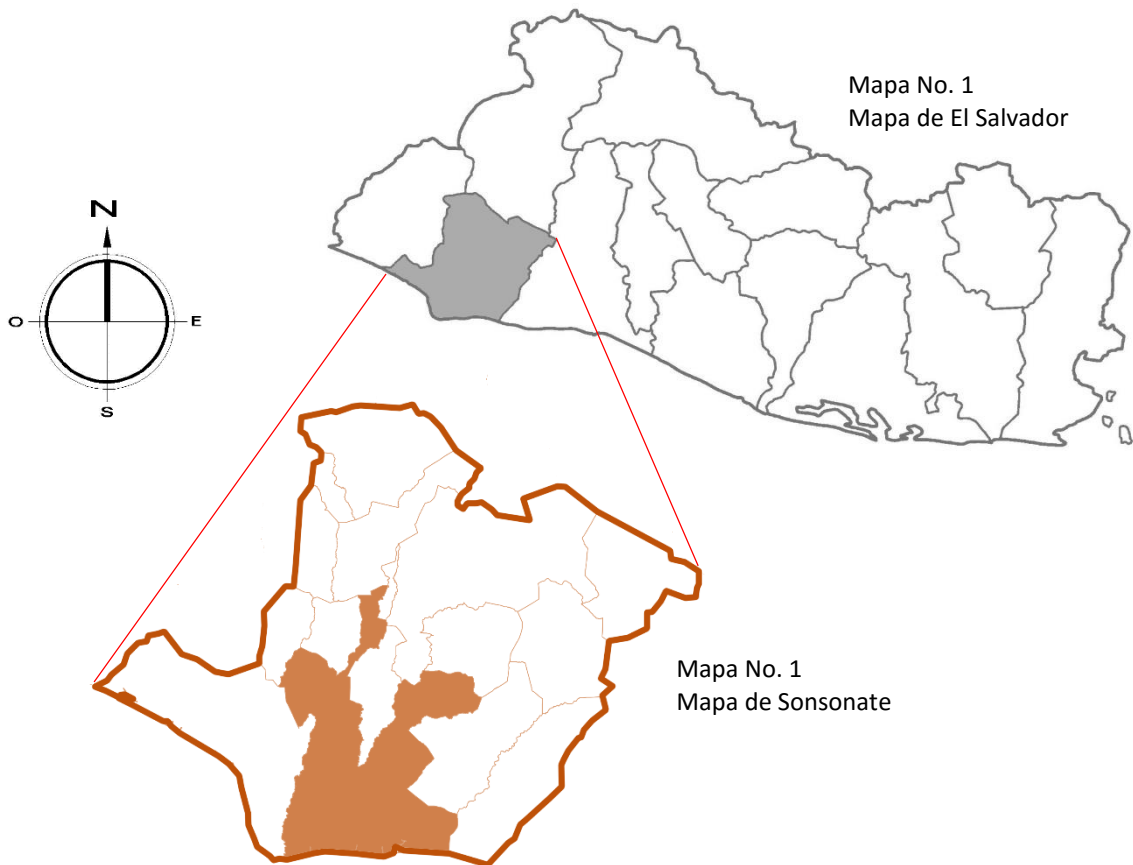 Mapa No. 1
Mapa de El Salvador
N
O
E
S
Mapa No. 1
Mapa de Sonsonate